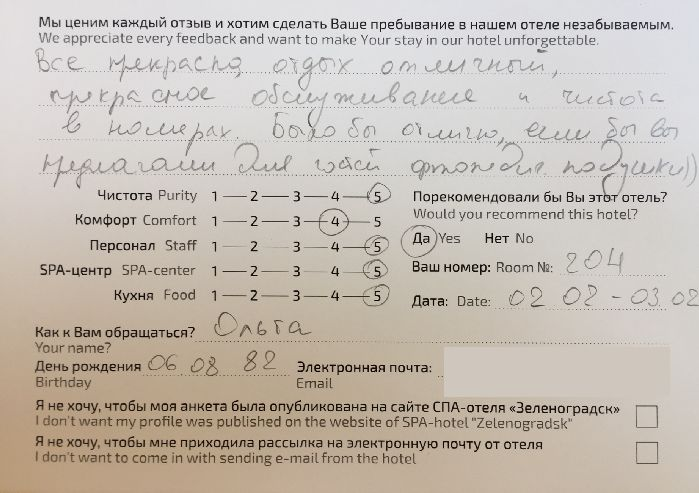 Мы ценим каждый отзыв и хотим сделать Ваше пребывание в нашем отеле незабываемым.
We appreciate every feedback and want to make Your stay in our hotel unforgettable.
Все прекрасно, отдых отличный,
прекрасное обслуживание и чистота
в номерах. Было бы отлично, если бы вы
предлагали для гостей подушки))
Чистота Purity 1 2 3 4 5
Комфорт Comfort 1 2 3 4 5
Персонал Staff 1 2 3 4 5
SPA-центр SPA-center 1 2 3 4 5
Кухня Food 1 2 3 4 5
Порекомендовали бы Вы этот отель?
Would you recommend this hotel?
Да Yes Нет No
Ваш номер: Room №: 204
Дата: Date: 02 02 - 03.02
Как к Вам обращаться? Ольга
Your name?
День рождения 06 08 82 Электронная почта:
Birthday Email
Я не хочу, чтобы моя анкета была опубликована на сайте СПА-отеля «Зеленоградск»
I don't want my profile was published on the website of SPA-hotel "Zelenogradsk"
Я не хочу, чтобы мне приходила рассылка на электронную почту от отеля
I don't want to come in with sending e-mail from the hotel